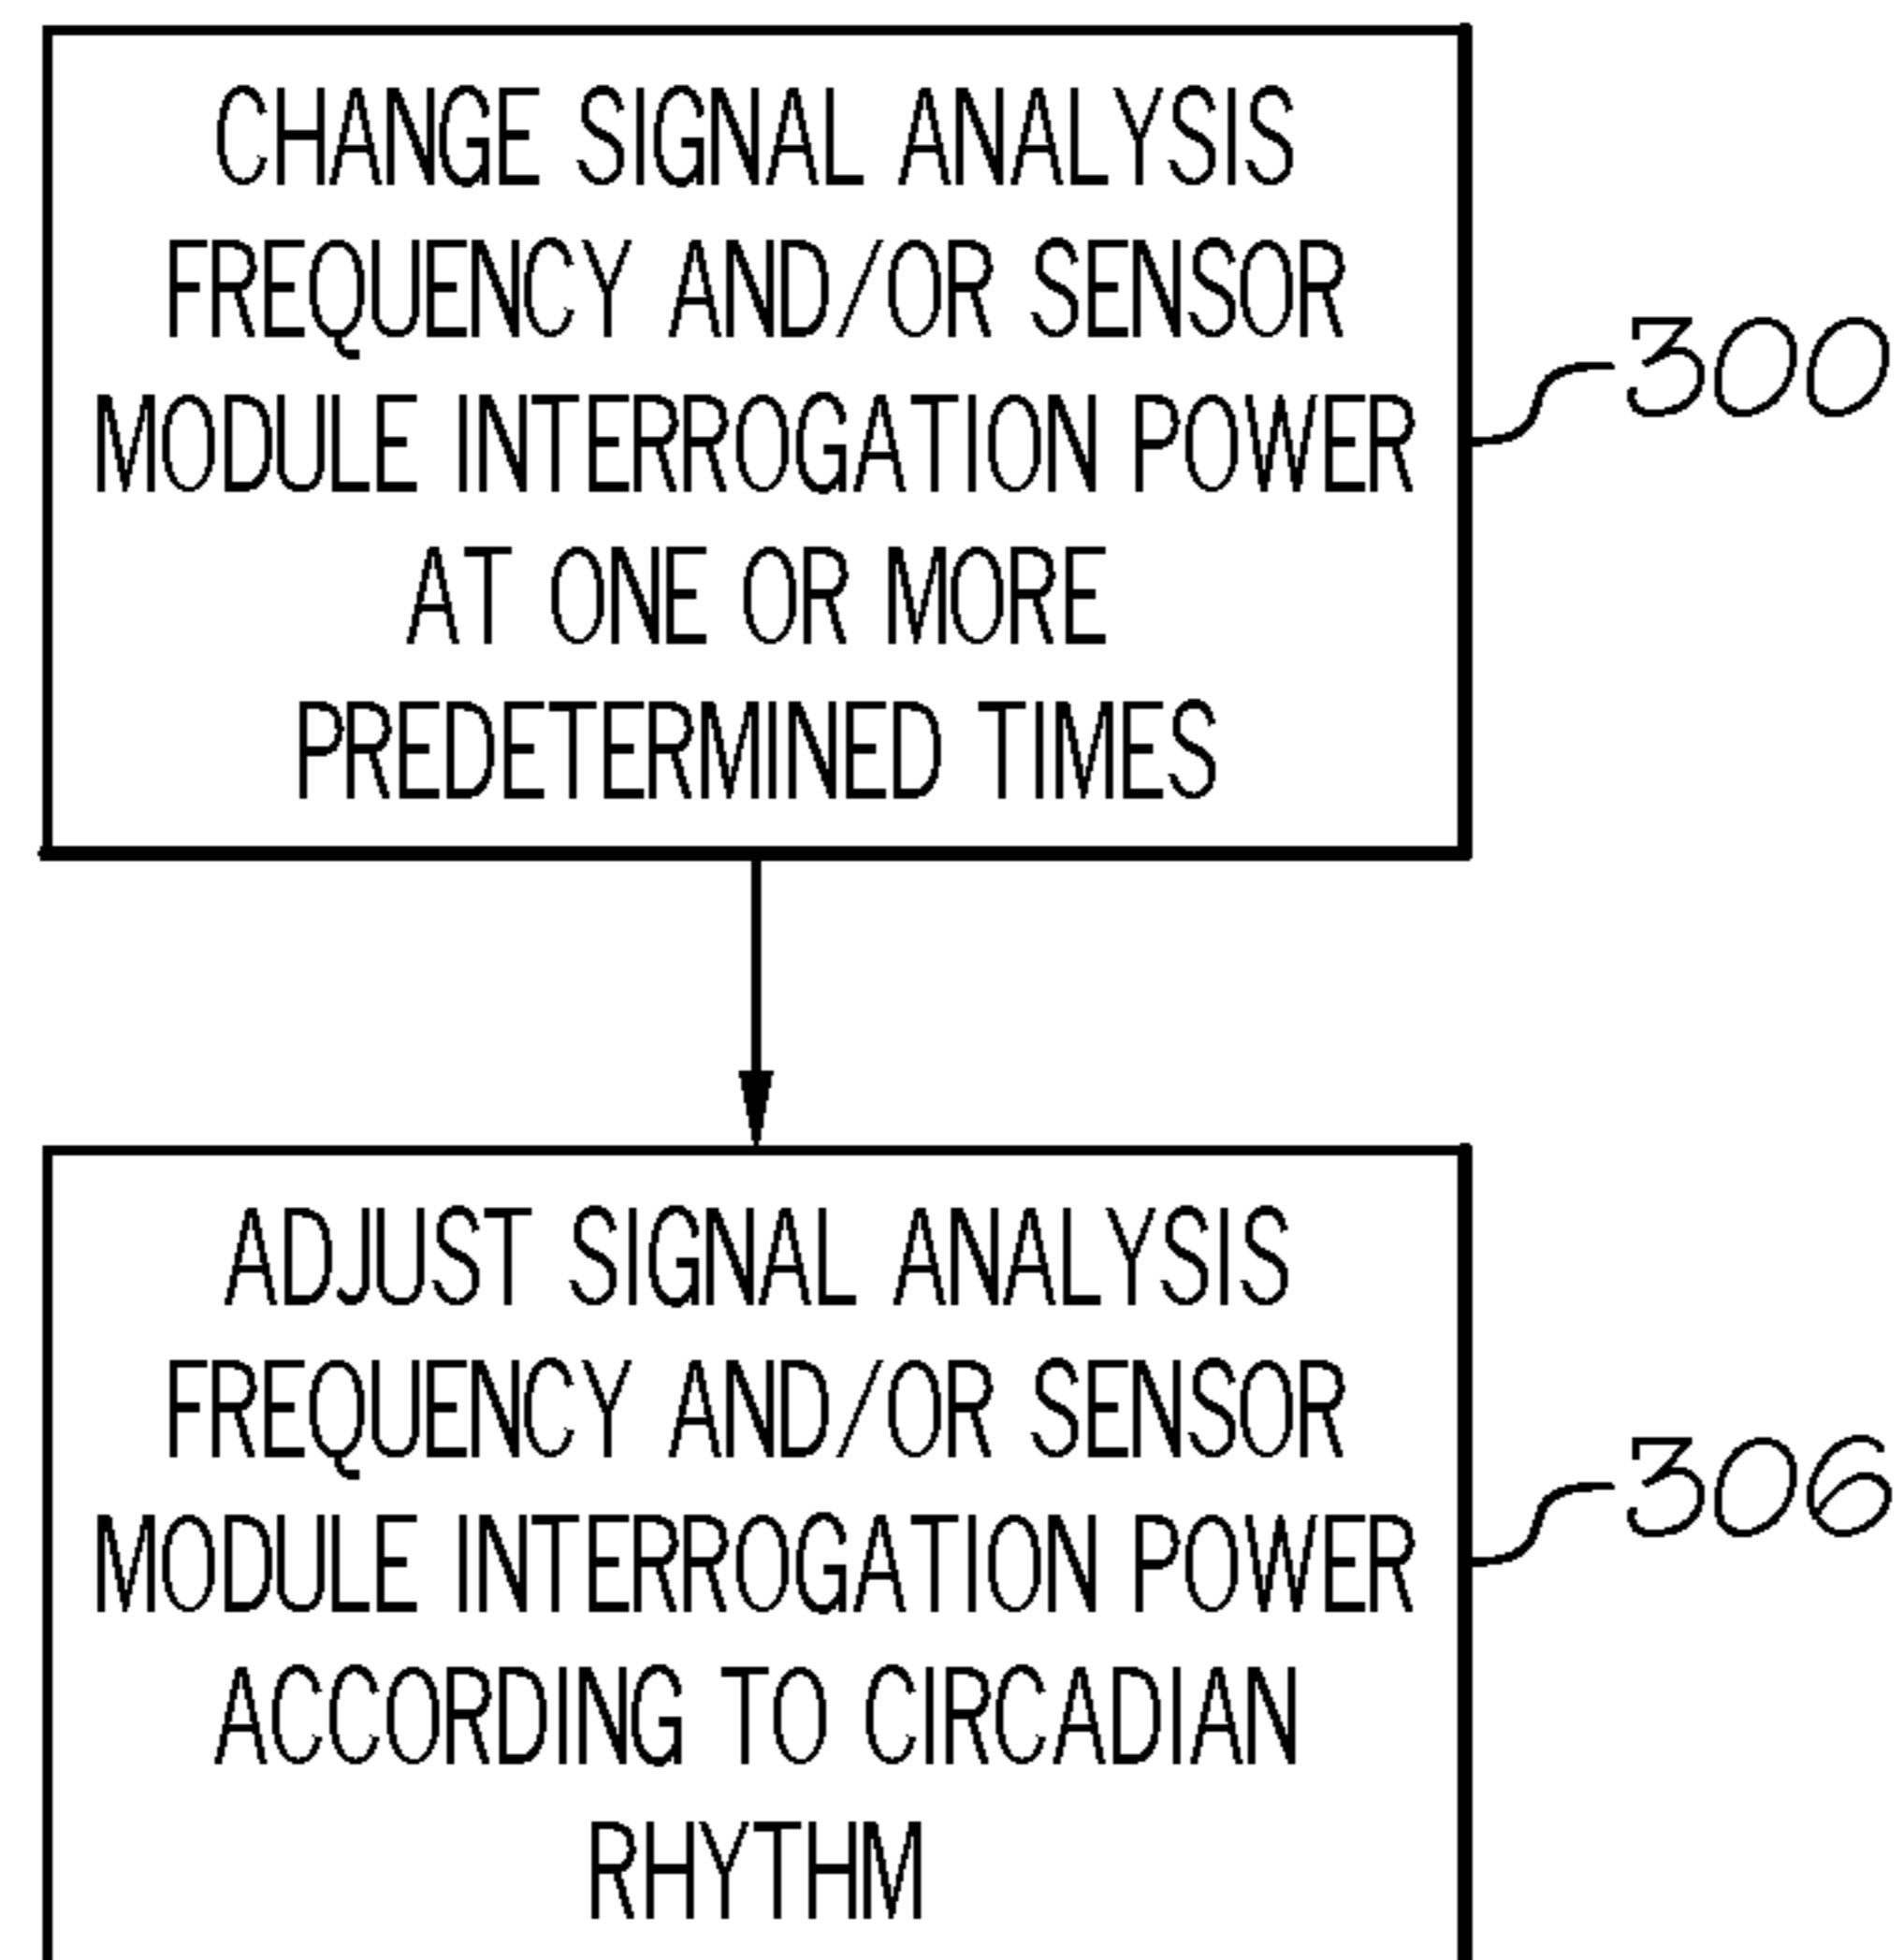 CHANGE SIGNAL ANALYSIS
FREQUENCY AND/OR SENSOR
MODULE INTERROGATION POWER
AT ONE OR MORE
PREDETERMINED TIMES
300
ADJUST SIGNAL ANALYSIS
FREQUENCY AND/OR SENSOR
MODULE INTERROGATION POWER
ACCORDING TO CIRCADIAN
RHYTHM
306